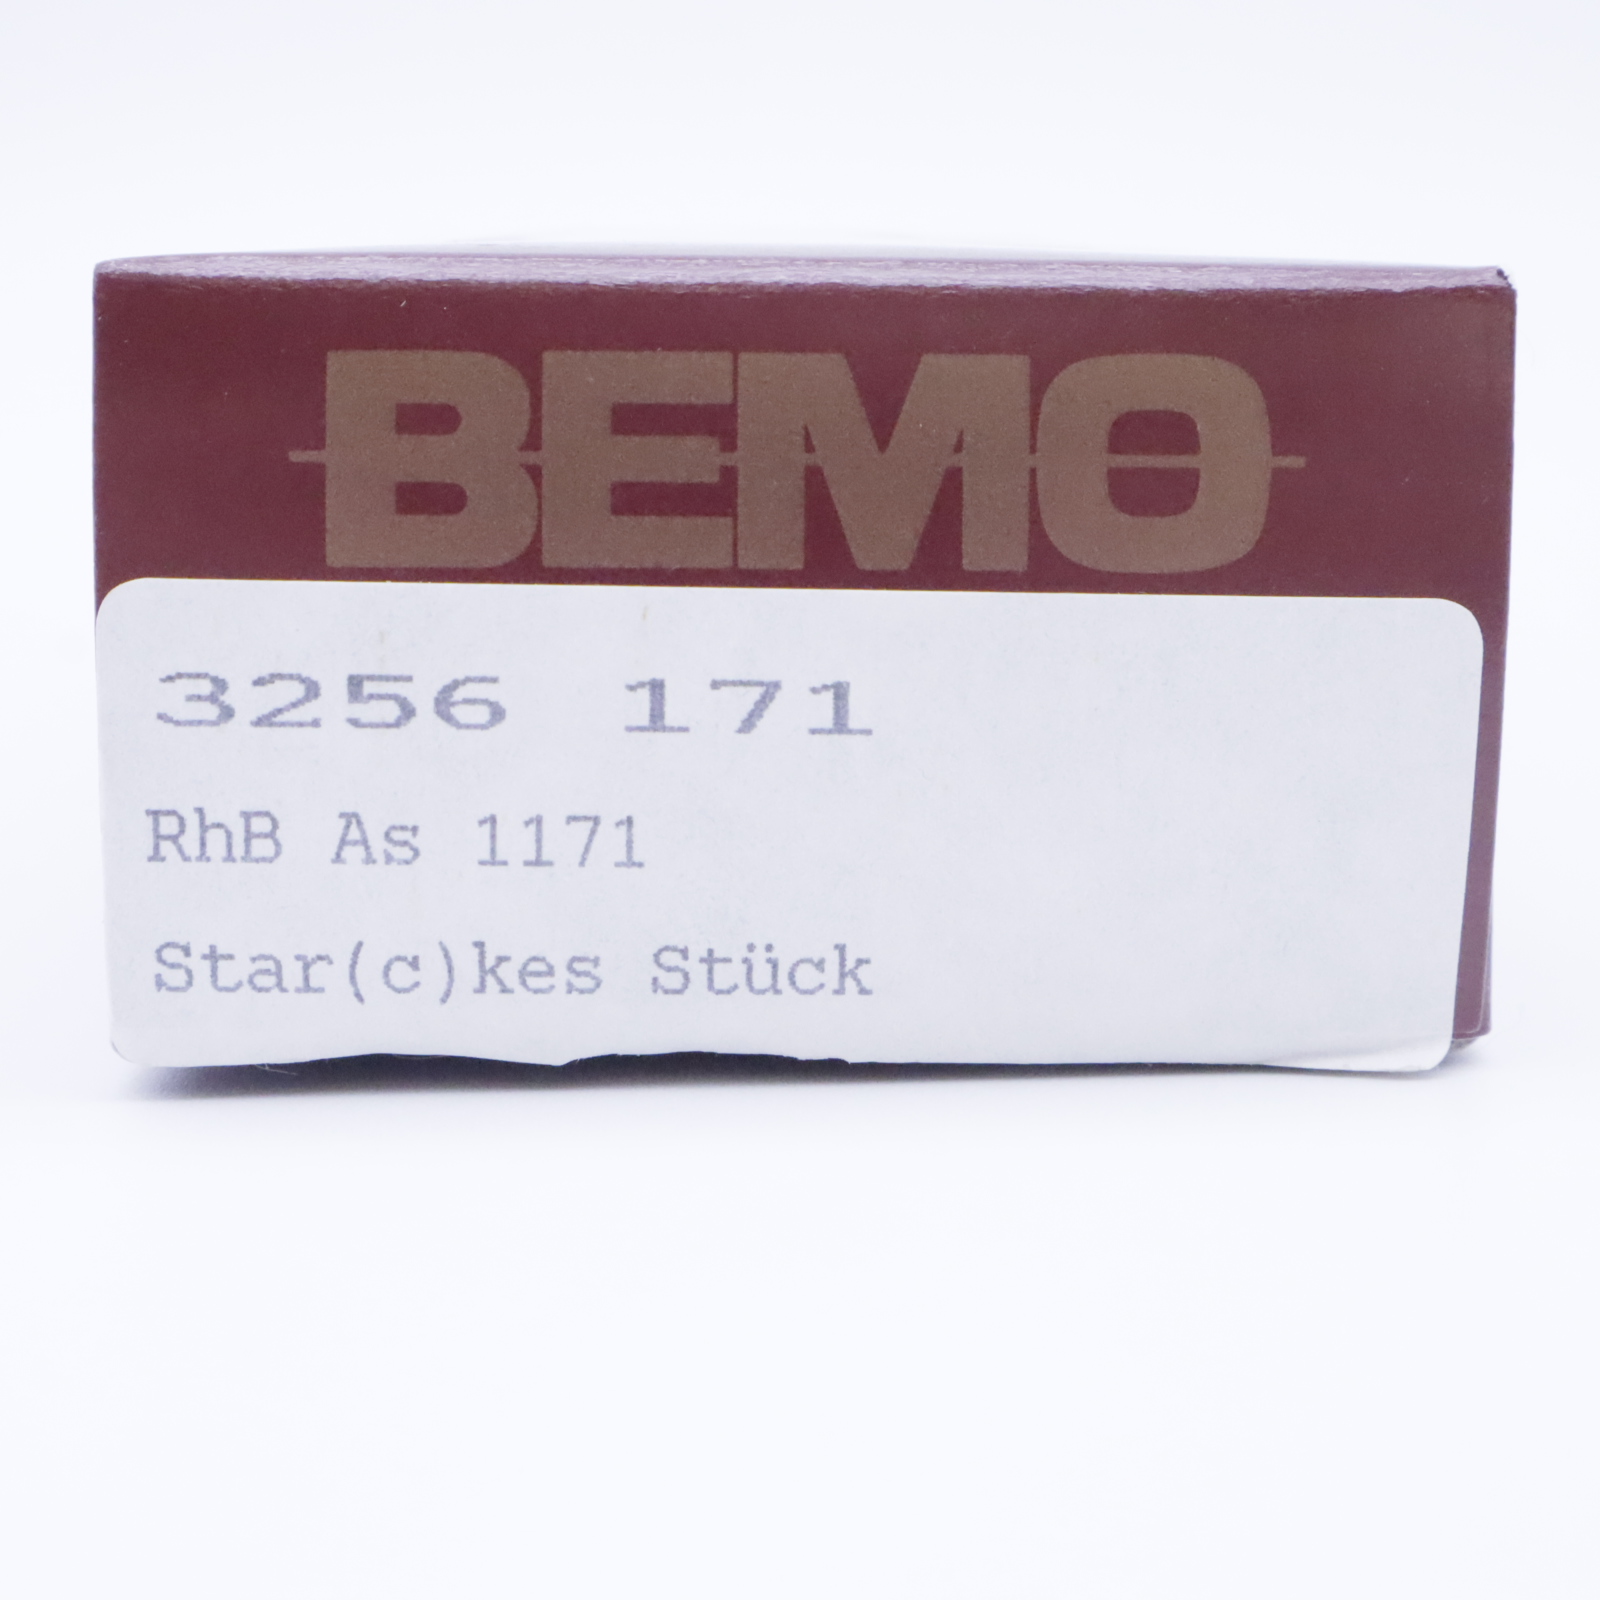 BEMO
3256 171
RhB As 1171
Star(c)kes Stück